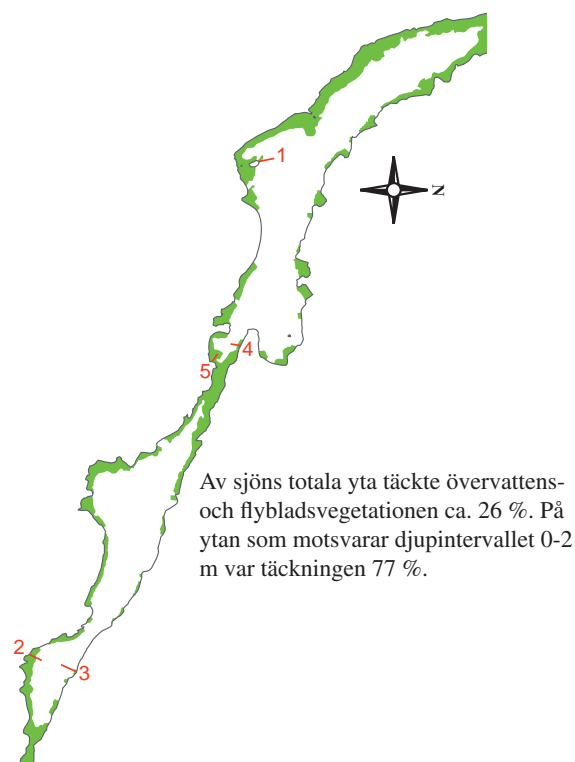 1
N
4
5
Av sjöns totala yta täckte övervattens-
och flybladsvegetationen ca. 26 %. På
ytan som motsvarar djupintervallet 0-2
m var täckningen 77 %.
2
3